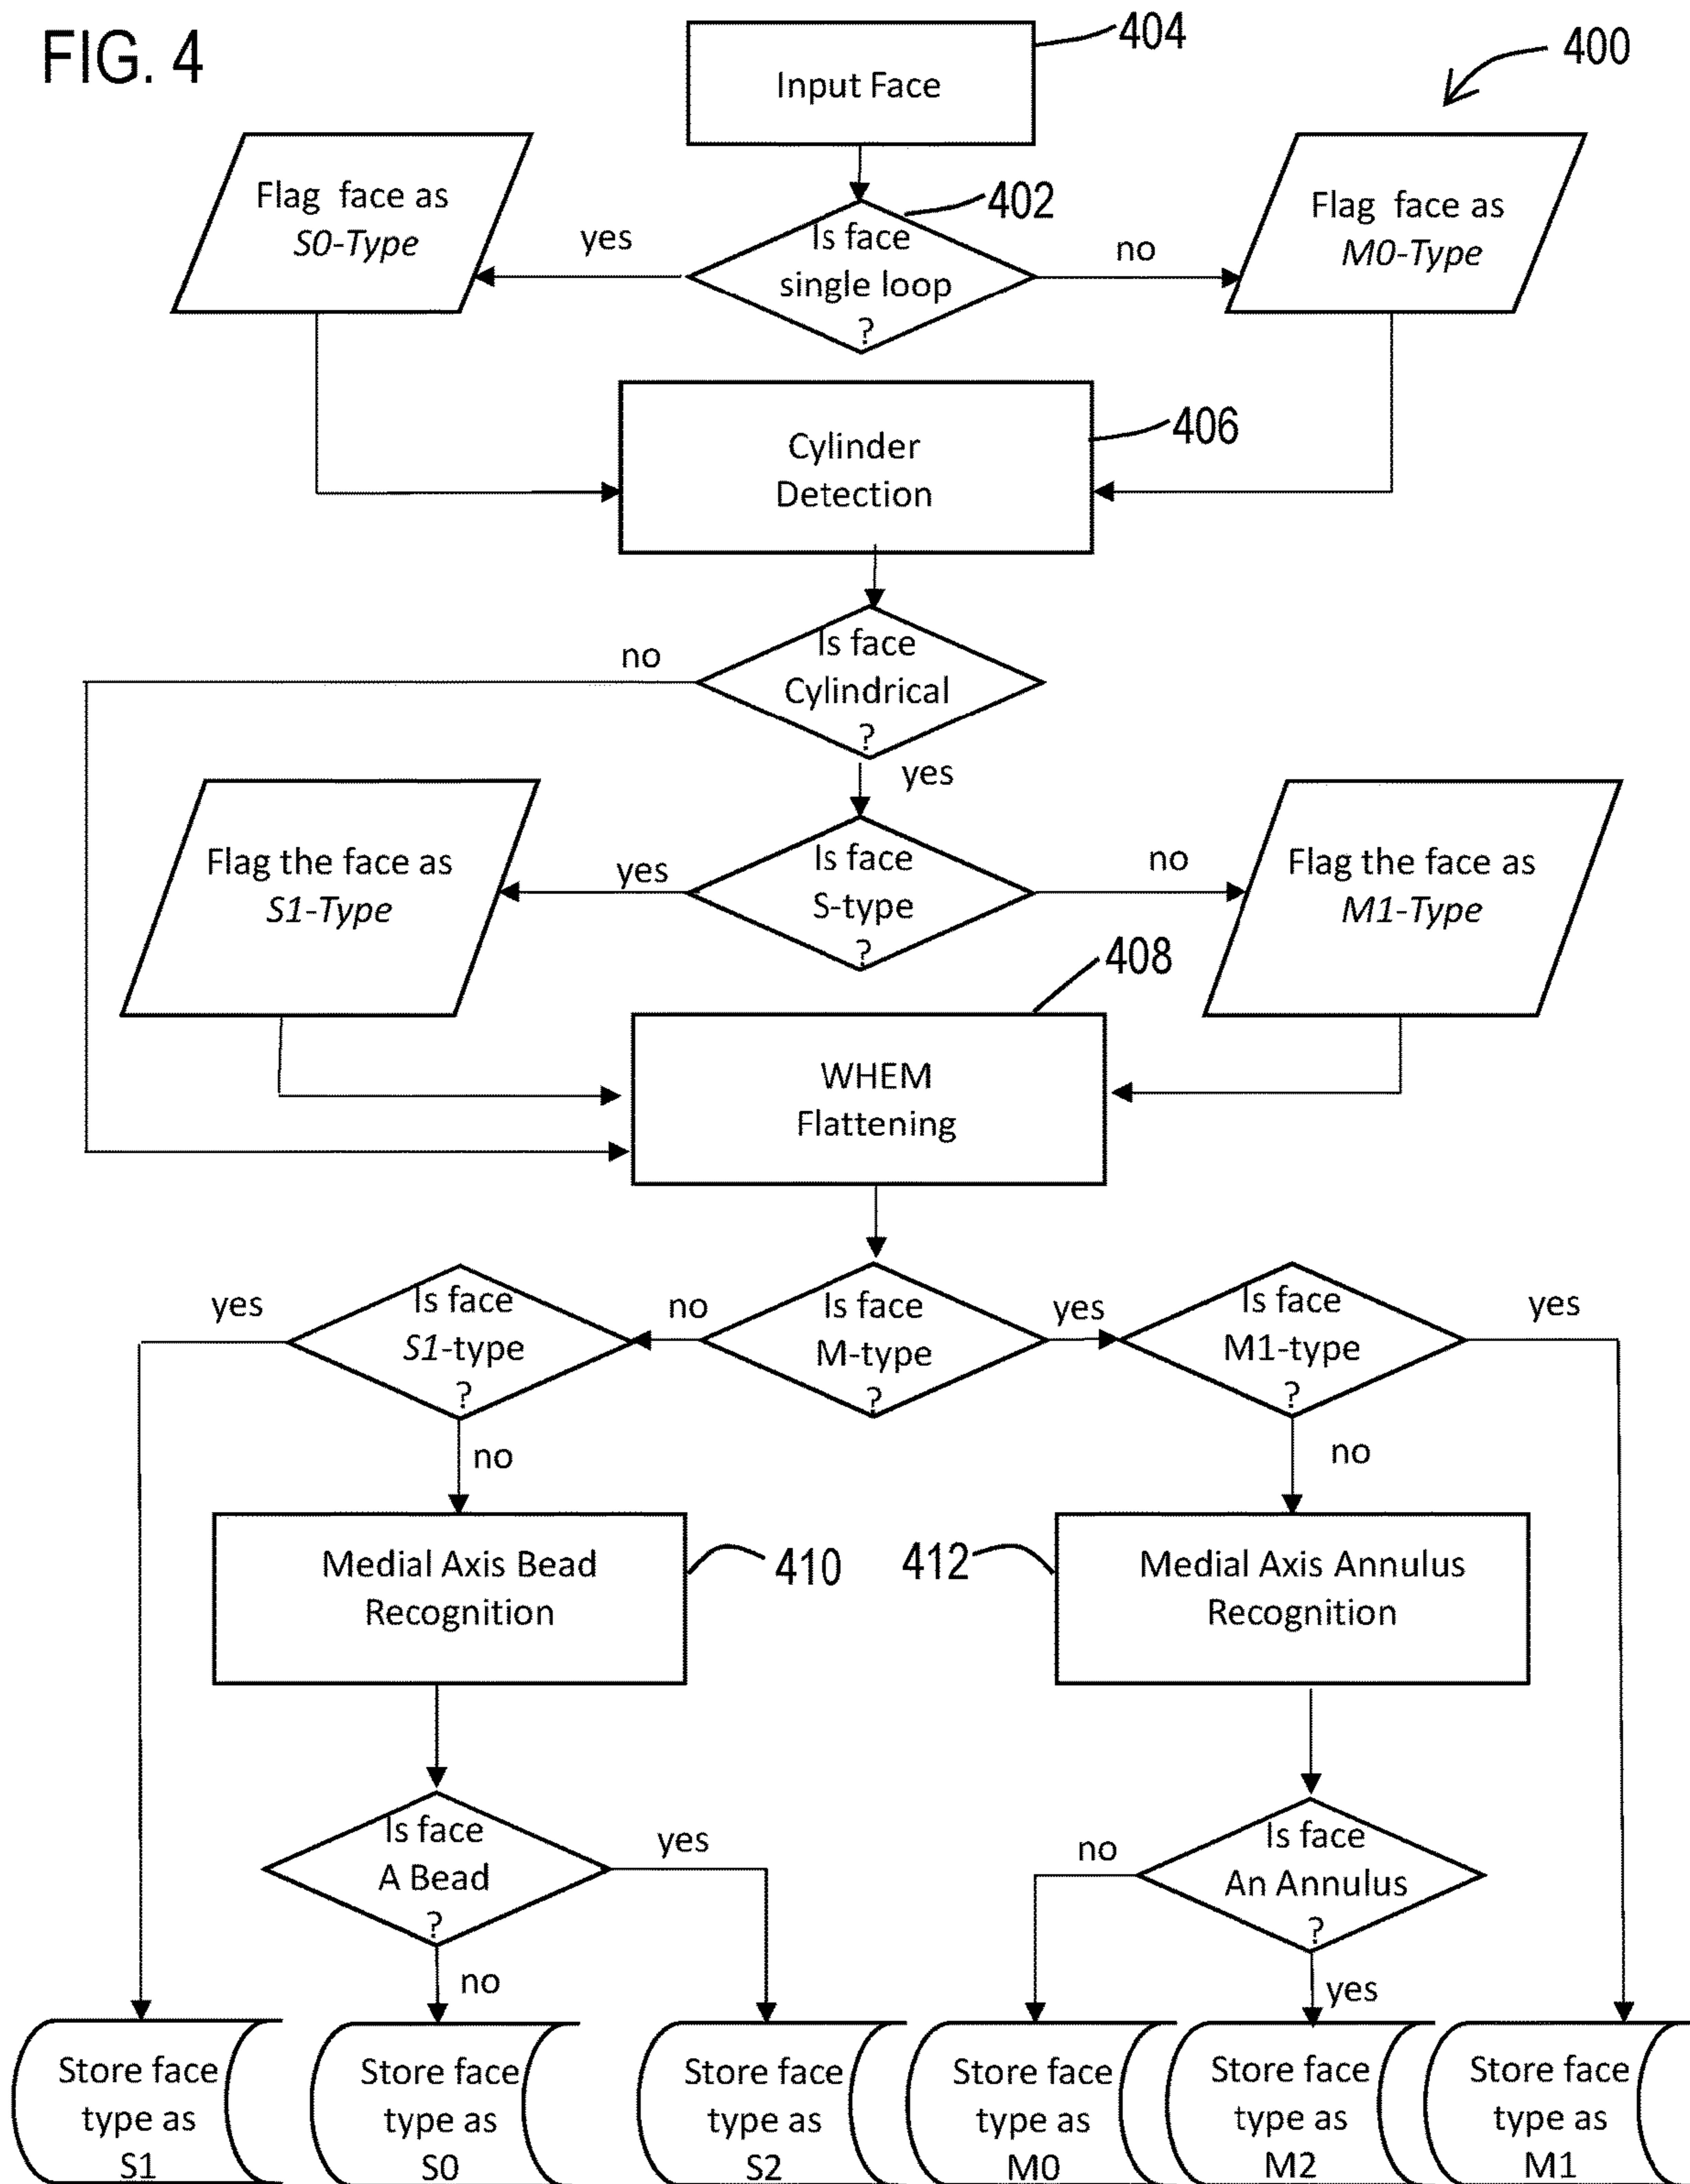 FIG. 4
404
400
Input Face
Flag face as
S0-Type
402
Is face
single loop
?
yes
no
Flag face as
M0-Type
Cylinder
Detection
406
Is face
Cylindrical
?
no
yes
Flag the face as
S1-Type
yes
Is face
S-type
?
no
Flag the face as
M1-Type
408
WHEM
Flattening
yes
Is face
S1-type
?
no
Is face
M-type
?
yes
Is face
M1-type
?
yes
no
no
Medial Axis Bead
Recognition
410
412
Medial Axis Annulus
Recognition
Is face
A Bead
?
yes
no
no
Is face
An Annulus
?
yes
Store face
type as
S1
Store face
type as
S0
Store face
type as
S2
Store face
type as
M0
Store face
type as
M2
Store face
type as
M1